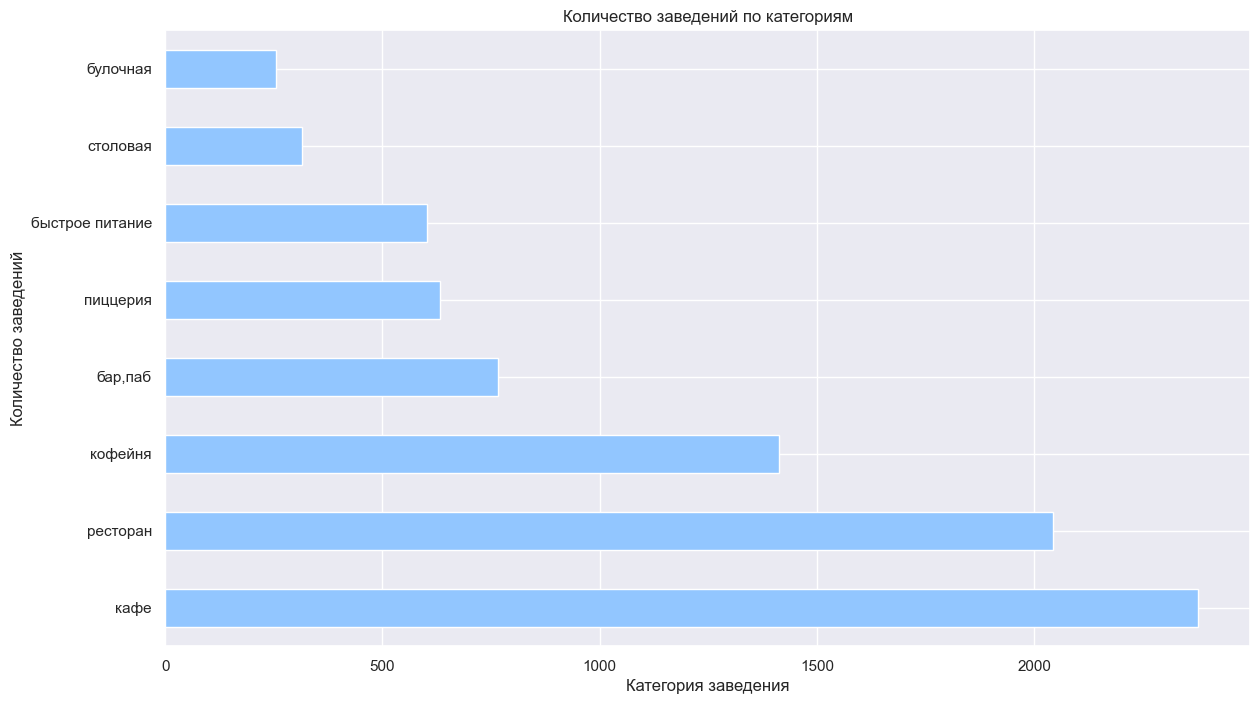 Количество заведений по категориям
булочная
столовая
быстрое питание
пиццерия
бар,паб
кофейня
ресторан
кафе
Количество заведений
0 500 1000 1500 2000
Категория заведения